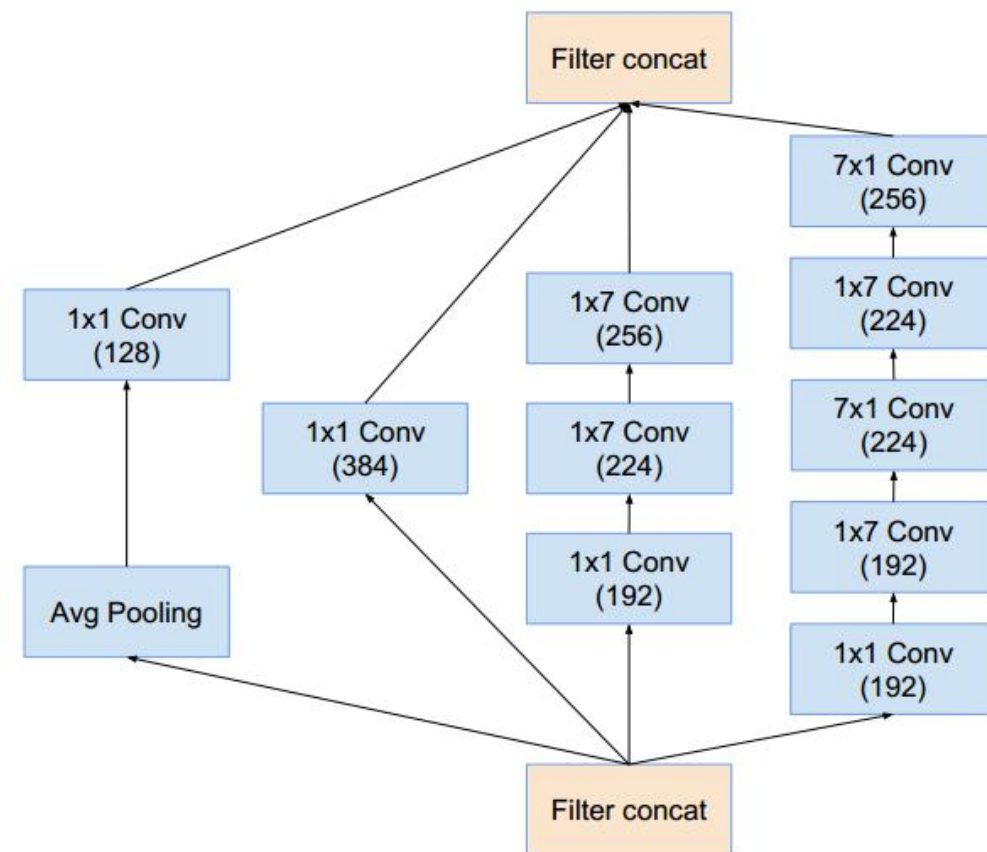 Filter concat
7x1 Conv
(256)
1x1 Conv
(128)
1x7 Conv
(256)
1x7 Conv
(224)
1x1 Conv
(384)
1x7 Conv
(224)
7x1 Conv
(224)
Avg Pooling
1x1 Conv
(192)
1x7 Conv
(192)
1x1 Conv
(192)
Filter concat